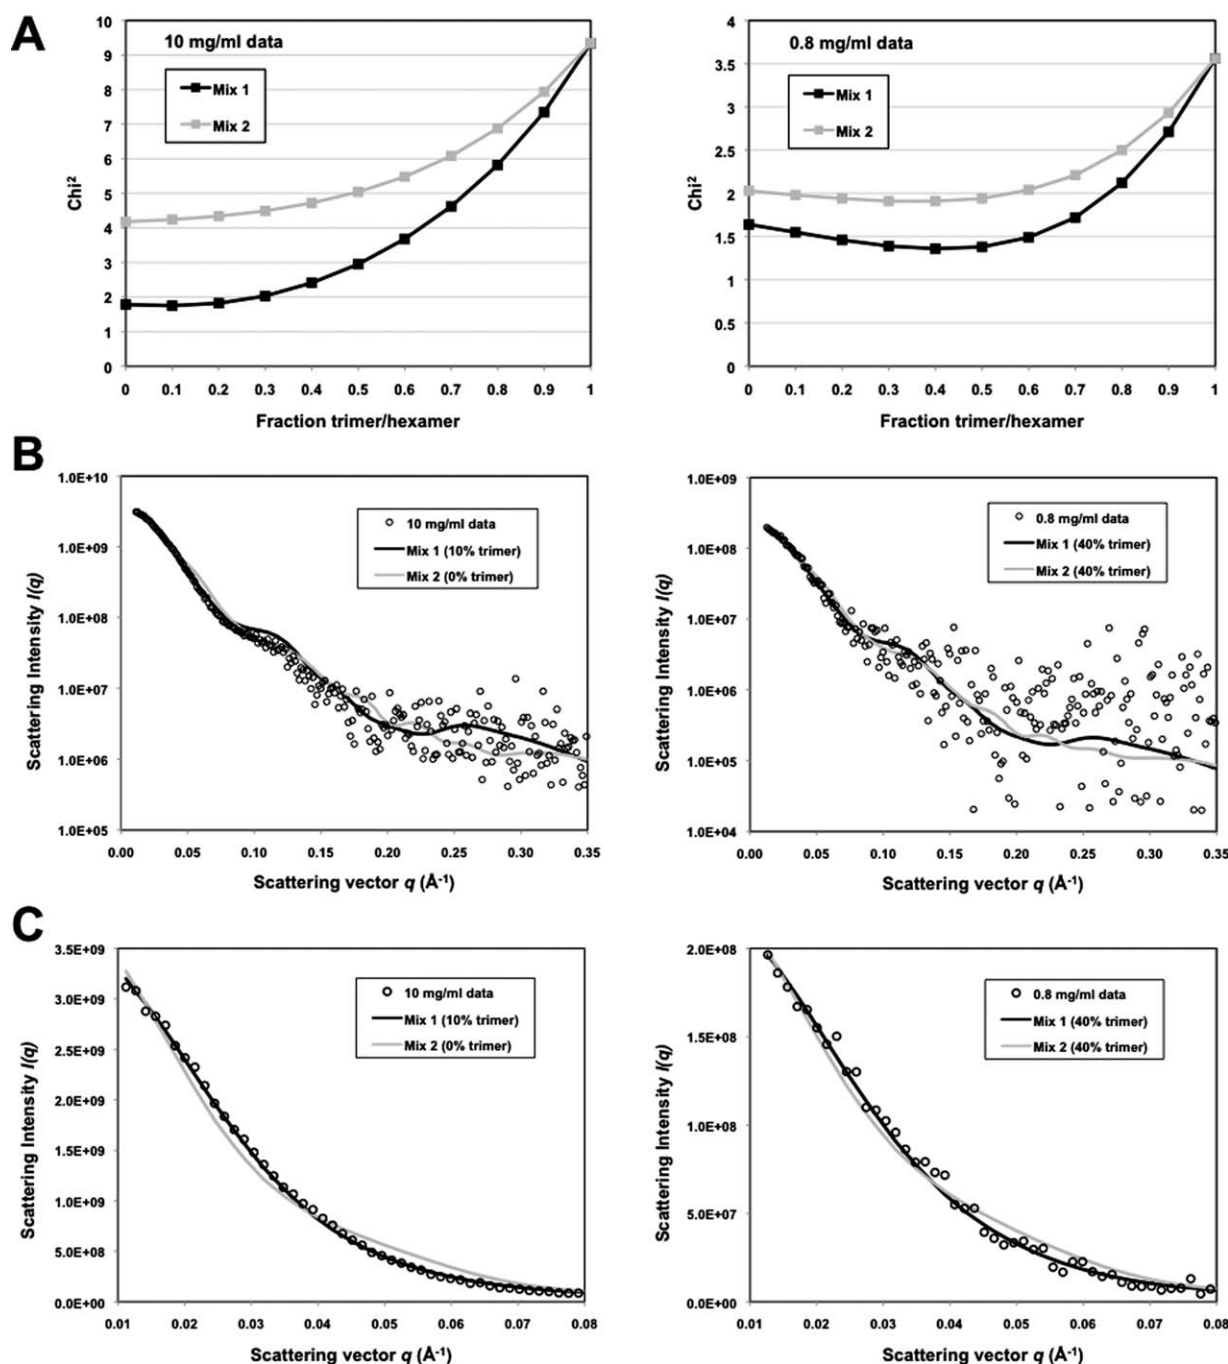 A
10 mg/ml data
Mix 1
Mix 2
Chi²
10
9
8
7
6
5
4
3
2
1
0
0 0.1 0.2 0.3 0.4 0.5 0.6 0.7 0.8 0.9 1
Fraction trimer/hexamer
0.8 mg/ml data
Mix 1
Mix 2
Chi²
4
3.5
3
2.5
2
1.5
1
0.5
0
0 0.1 0.2 0.3 0.4 0.5 0.6 0.7 0.8 0.9 1
Fraction trimer/hexamer
B
10 mg/ml data
Mix 1 (10% trimer)
Mix 2 (0% trimer)
Scattering Intensity I(q)
1.0E+10
1.0E+09
1.0E+08
1.0E+07
1.0E+06
1.0E+05
0.00 0.05 0.10 0.15 0.20 0.25 0.30 0.35
Scattering vector q (Å⁻¹)
0.8 mg/ml data
Mix 1 (40% trimer)
Mix 2 (40% trimer)
Scattering Intensity I(q)
1.0E+09
1.0E+08
1.0E+07
1.0E+06
1.0E+05
1.0E+04
0.00 0.05 0.10 0.15 0.20 0.25 0.30 0.35
Scattering vector q (Å⁻¹)
C
10 mg/ml data
Mix 1 (10% trimer)
Mix 2 (0% trimer)
Scattering Intensity I(q)
3.5E+09
3.0E+09
2.5E+09
2.0E+09
1.5E+09
1.0E+09
5.0E+08
0.0E+00
0.01 0.02 0.03 0.04 0.05 0.06 0.07 0.08
Scattering vector q (Å⁻¹)
0.8 mg/ml data
Mix 1 (40% trimer)
Mix 2 (40% trimer)
Scattering Intensity I(q)
2.0E+08
1.5E+08
1.0E+08
5.0E+07
0.0E+00
0.01 0.02 0.03 0.04 0.05 0.06 0.07 0.08
Scattering vector q (Å⁻¹)